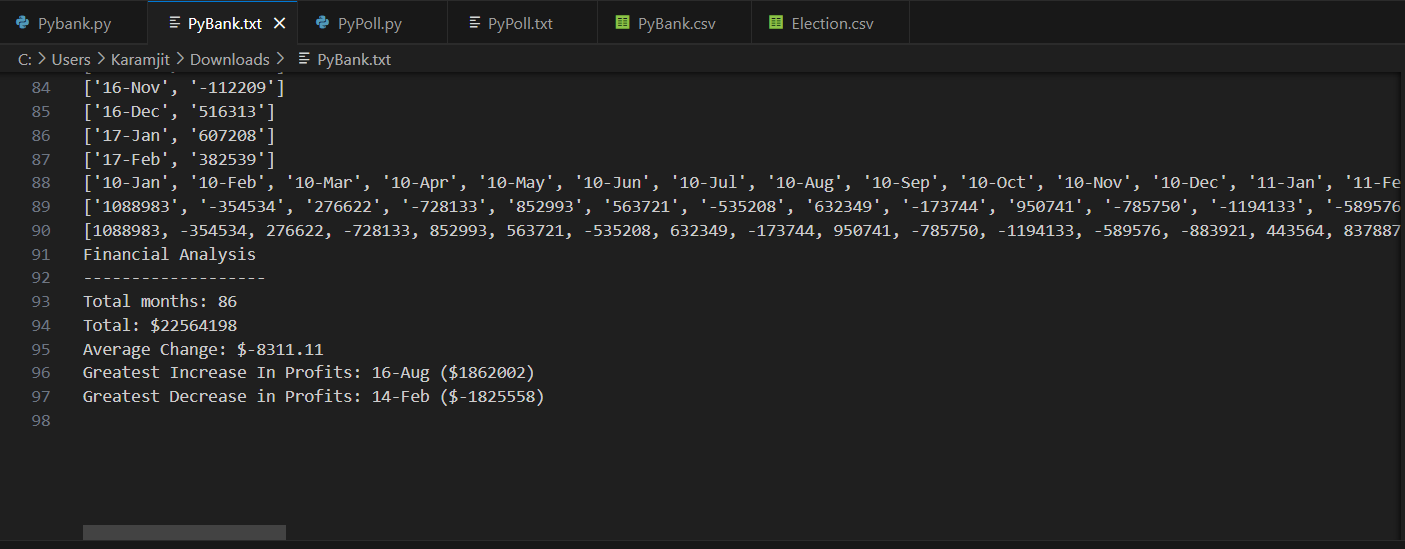 Pybank.py PyBank.txt PyPoll.py PyPoll.txt PyBank.csv Election.csv
C: > Users > Karamjit > Downloads > PyBank.txt
84 ['16-Nov', '-112209']
85 ['16-Dec', '516313']
86 ['17-Jan', '607208']
87 ['17-Feb', '382539']
88 ['10-Jan', '10-Feb', '10-Mar', '10-Apr', '10-May', '10-Jun', '10-Jul', '10-Aug', '10-Sep', '10-Oct', '10-Nov', '10-Dec', '11-Jan', '11-Fe
89 ['1088983', '-354534', '276622', '-728133', '852993', '563721', '-535208', '632349', '-173744', '950741', '-785750', '-1194133', '-589576
90 [1088983, -354534, 276622, -728133, 852993, 563721, -535208, 632349, -173744, 950741, -785750, -1194133, -589576, -883921, 443564, 837887
91 Financial Analysis
92 -------------------
93 Total months: 86
94 Total: $22564198
95 Average Change: $-8311.11
96 Greatest Increase In Profits: 16-Aug ($1862002)
97 Greatest Decrease in Profits: 14-Feb ($-1825558)
98